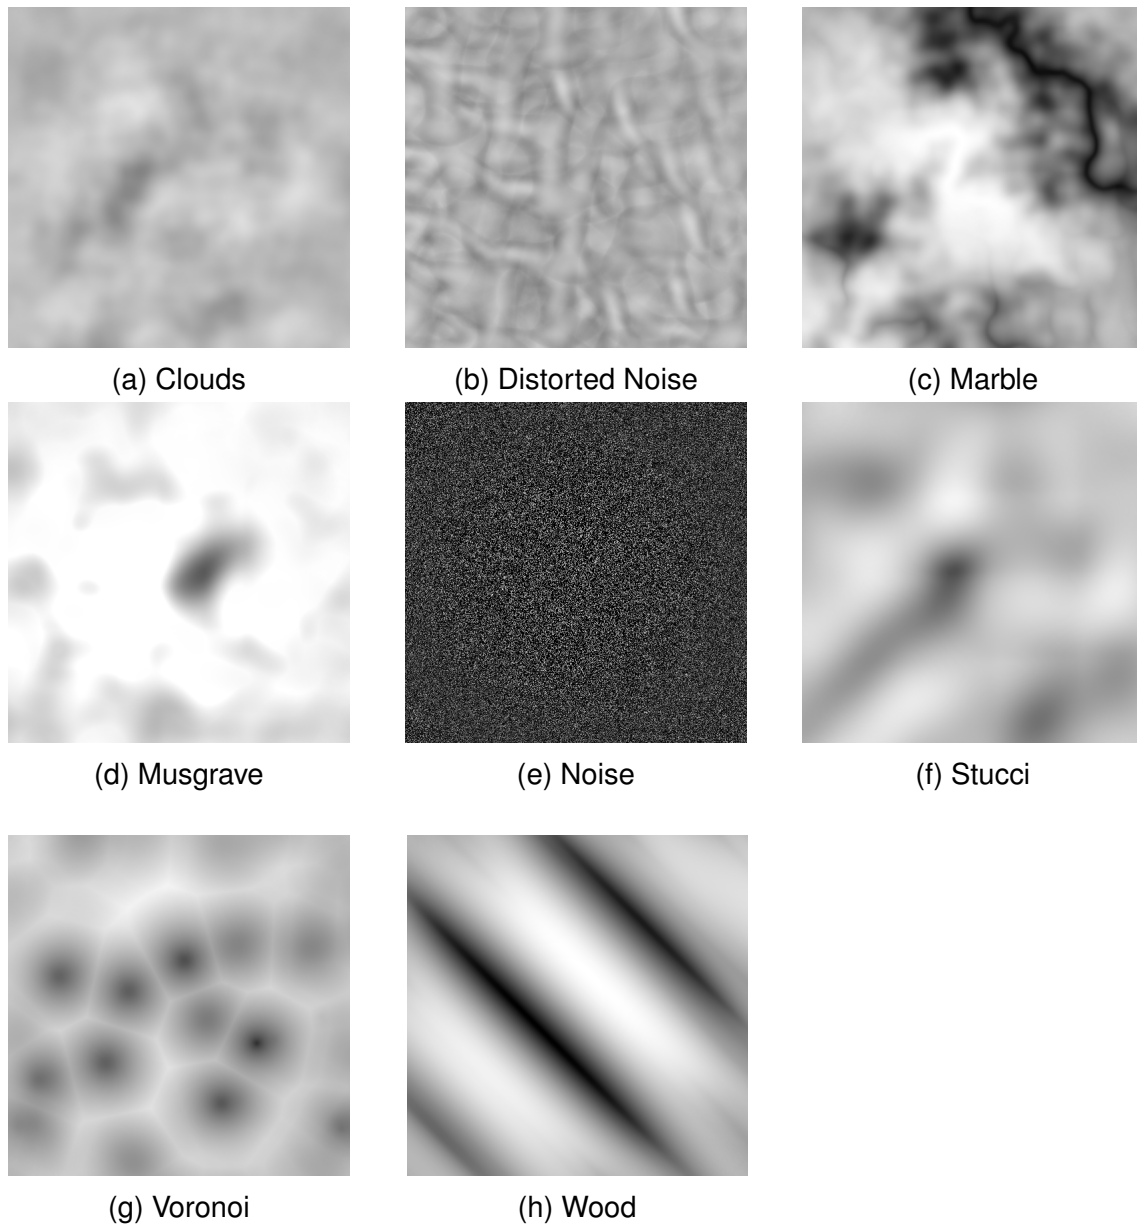 (a) Clouds
(b) Distorted Noise
(c) Marble
(d) Musgrave
(e) Noise
(f) Stucci
(g) Voronoi
(h) Wood